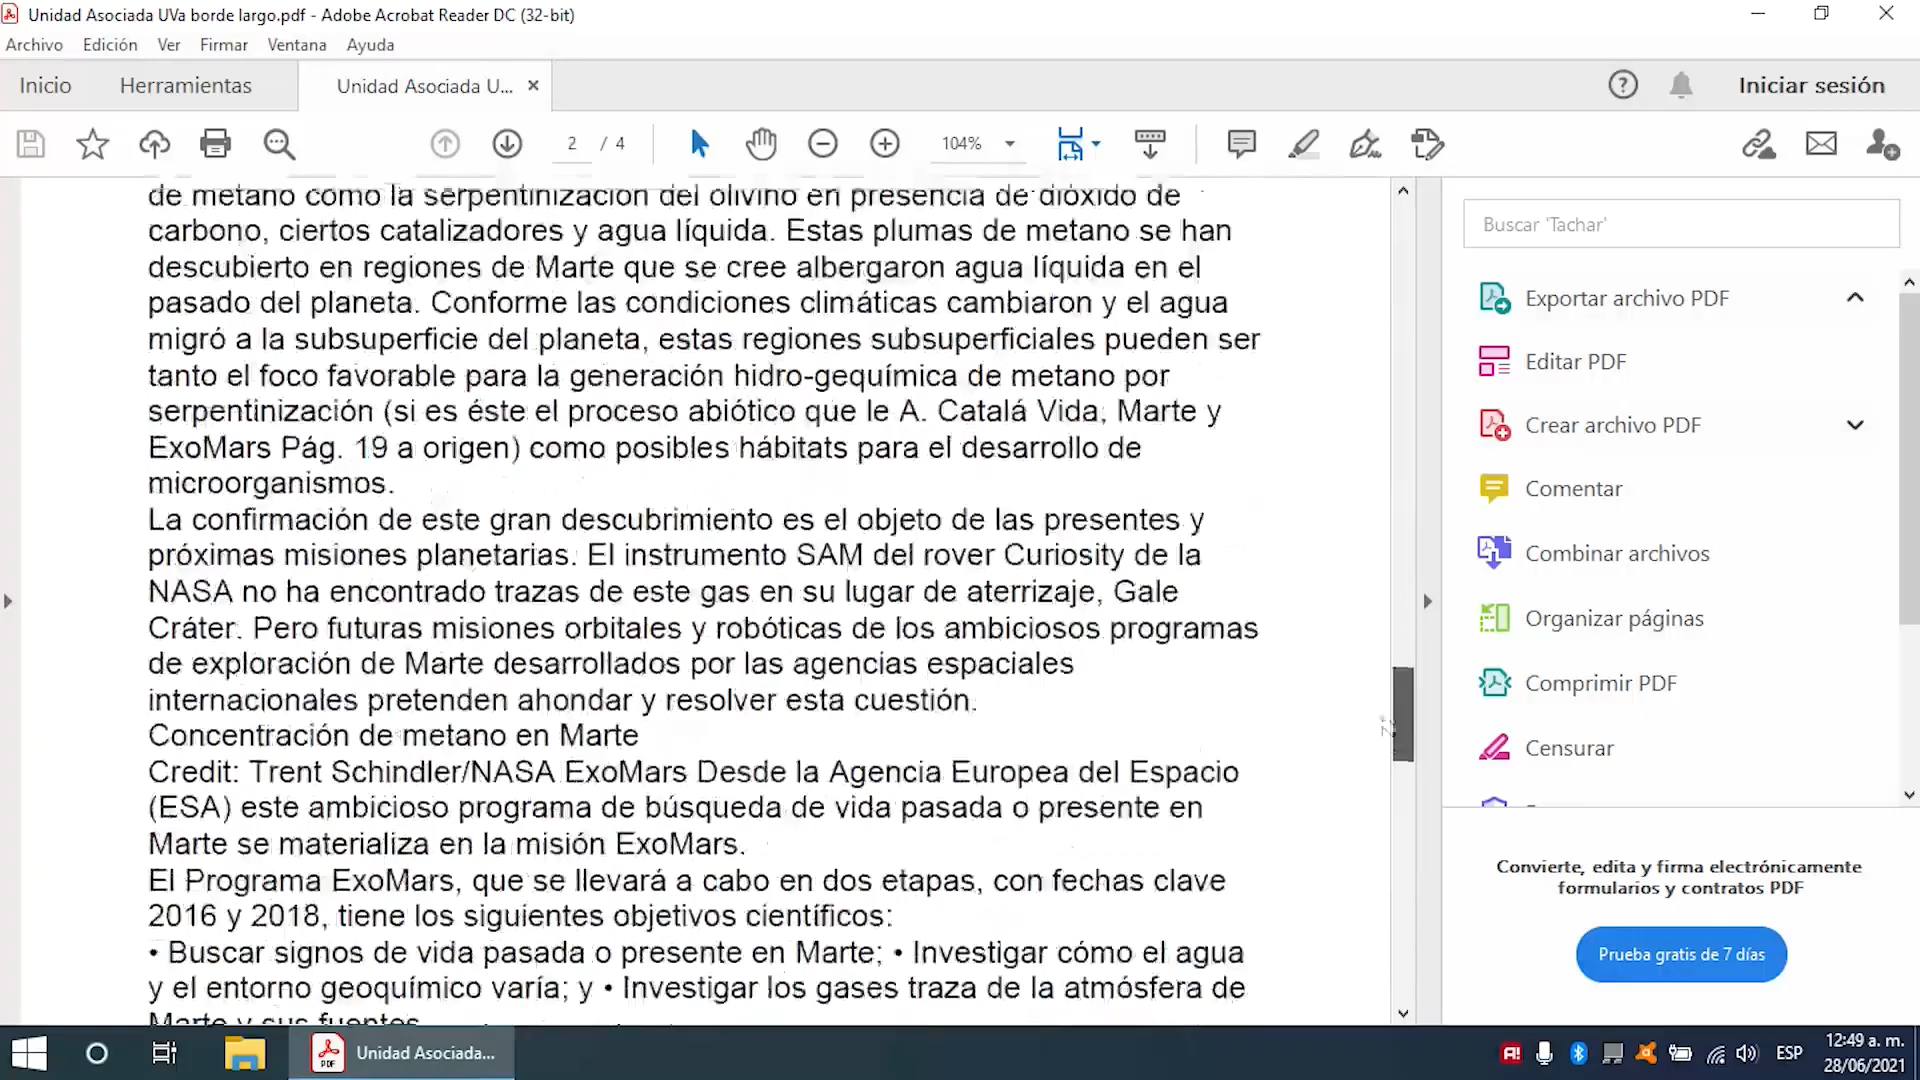 Unidad Asociada UVa borde largo.pdf - Adobe Acrobat Reader DC (32-bit)
Archivo Edición Ver Firmar Ventana Ayuda
Inicio Herramientas Unidad Asociada U... Iniciar sesión
2 / 4 104%
de metano como la serpentinización del olivino en presencia de dióxido de
carbono, ciertos catalizadores y agua líquida. Estas plumas de metano se han
descubierto en regiones de Marte que se cree albergaron agua líquida en el
pasado del planeta. Conforme las condiciones climáticas cambiaron y el agua
migró a la subsuperficie del planeta, estas regiones subsuperficiales pueden ser
tanto el foco favorable para la generación hidro-gequímica de metano por
serpentinización (si es éste el proceso abiótico que le A. Catalá Vida, Marte y
ExoMars Pág. 19 a origen) como posibles hábitats para el desarrollo de
microorganismos.
La confirmación de este gran descubrimiento es el objeto de las presentes y
próximas misiones planetarias. El instrumento SAM del rover Curiosity de la
NASA no ha encontrado trazas de este gas en su lugar de aterrizaje, Gale
Cráter. Pero futuras misiones orbitales y robóticas de los ambiciosos programas
de exploración de Marte desarrollados por las agencias espaciales
internacionales pretenden ahondar y resolver esta cuestión.
Concentración de metano en Marte
Credit: Trent Schindler/NASA ExoMars Desde la Agencia Europea del Espacio
(ESA) este ambicioso programa de búsqueda de vida pasada o presente en
Marte se materializa en la misión ExoMars.
El Programa ExoMars, que se llevará a cabo en dos etapas, con fechas clave
2016 y 2018, tiene los siguientes objetivos científicos:
• Buscar signos de vida pasada o presente en Marte; • Investigar cómo el agua
y el entorno geoquímico varía; y • Investigar los gases traza de la atmósfera de
Marte y sus fuentes
Buscar 'Tachar'
Exportar archivo PDF
Editar PDF
Crear archivo PDF
Comentar
Combinar archivos
Organizar páginas
Comprimir PDF
Censurar
Convierte, edita y firma electrónicamente
formularios y contratos PDF
Prueba gratis de 7 días
Unidad Asociada...
ESP
12:49 a. m.
28/06/2021